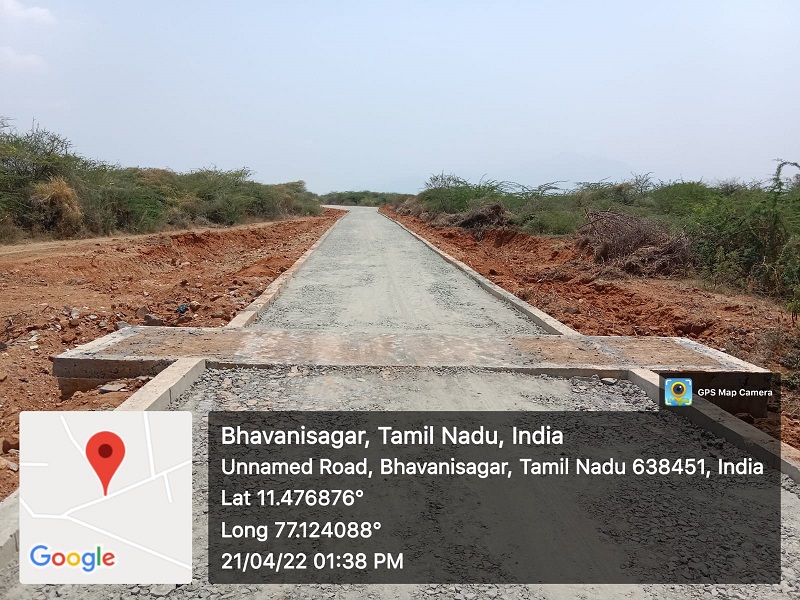 GPS Map Camera
Bhavanisagar, Tamil Nadu, India
Unnamed Road, Bhavanisagar, Tamil Nadu 638451, India
Lat 11.476876°
Long 77.124088°
21/04/22 01:38 PM
Google